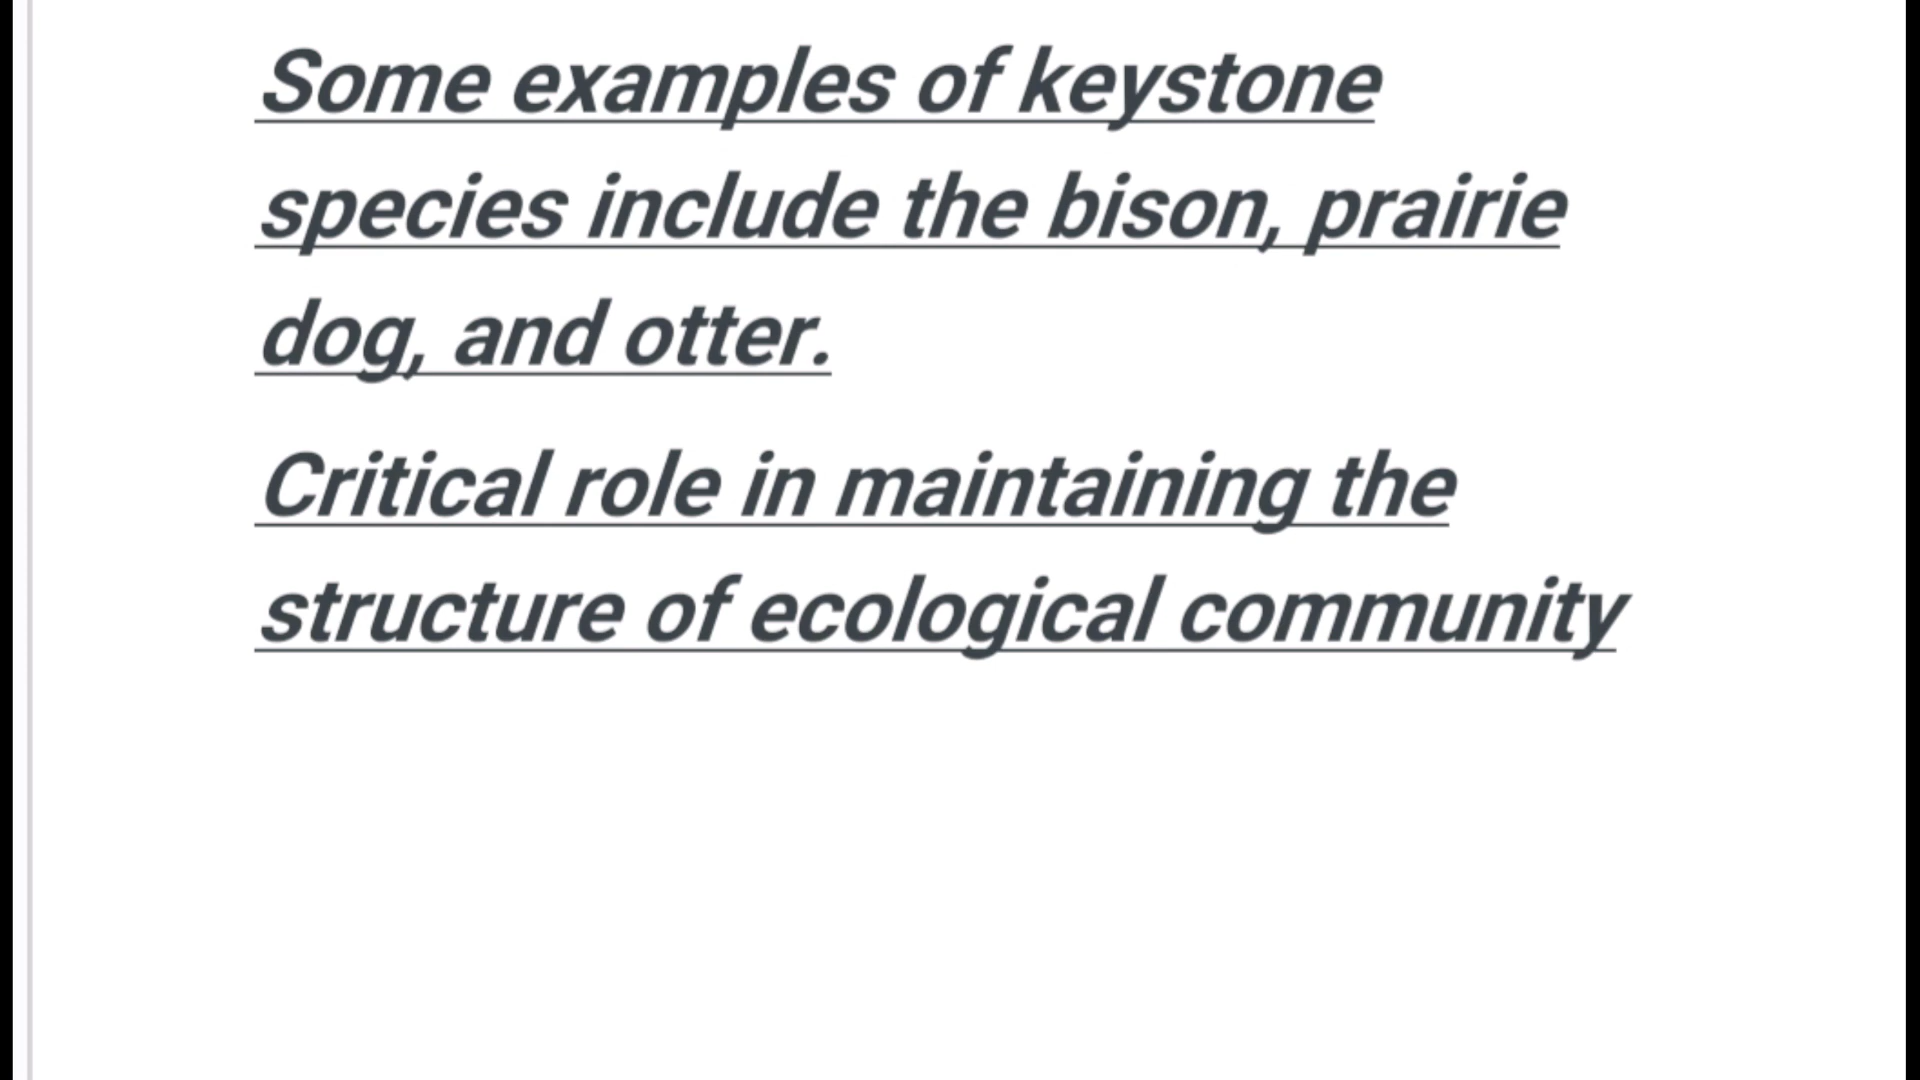 Some examples of keystone
species include the bison, prairie
dog, and otter.
Critical role in maintaining the
structure of ecological community